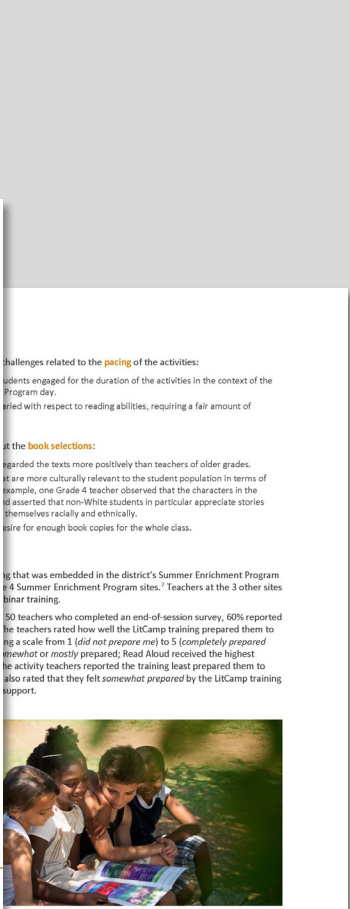 challenges related to the pacing of the activities:
udents engaged for the duration of the activities in the context of the
Program day.
aried with respect to reading abilities, requiring a fair amount of
ut the book selections:
egarded the texts more positively than teachers of older grades.
at are more culturally relevant to the student population in terms of
example, one Grade 4 teacher observed that the characters in the
ed asserted that non-White students in particular appreciate stories
themselves racially and ethnically.
esire for enough book copies for the whole class.
ng that was embedded in the district's Summer Enrichment Program
e 4 Summer Enrichment Program sites.7 Teachers at the 3 other sites
binar training.
50 teachers who completed an end-of-session survey, 60% reported
he teachers rated how well the LitCamp training prepared them to
ng a scale from 1 (did not prepare me) to 5 (completely prepared
omewhat or mostly prepared; Read Aloud received the highest
he activity teachers reported the training least prepared them to
also rated that they felt somewhat prepared by the LitCamp training
support.